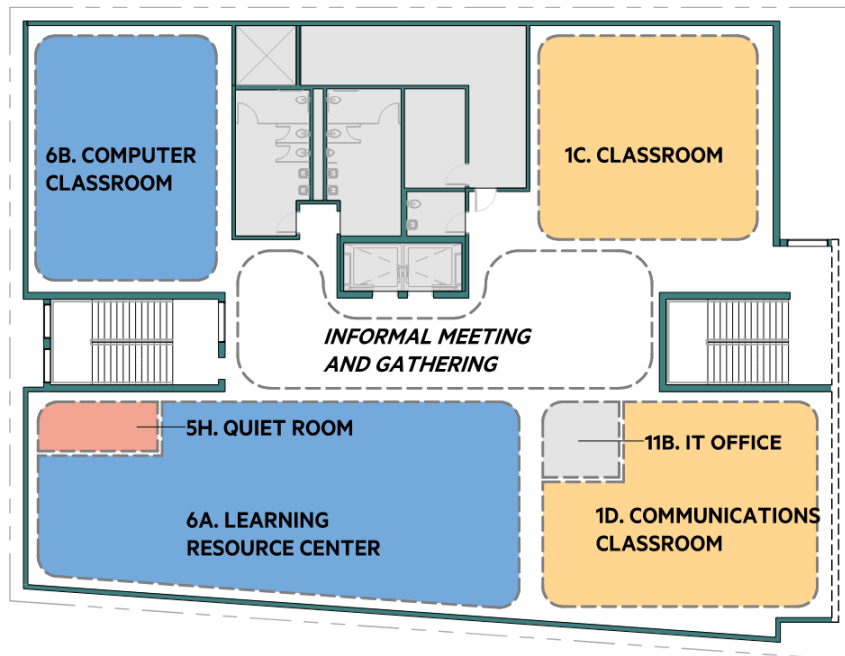 6B. COMPUTER
CLASSROOM
1C. CLASSROOM
INFORMAL MEETING
AND GATHERING
5H. QUIET ROOM
11B. IT OFFICE
6A. LEARNING
RESOURCE CENTER
1D. COMMUNICATIONS
CLASSROOM